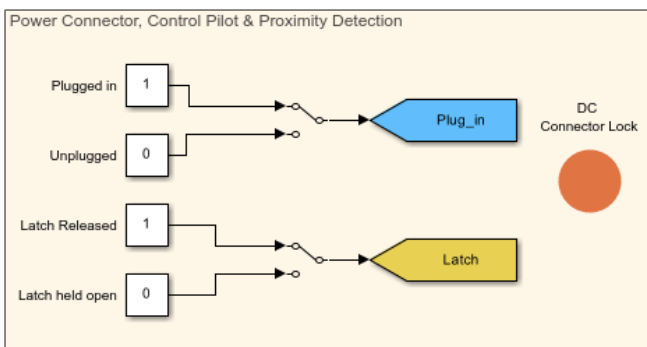 Power Connector, Control Pilot & Proximity Detection
Plugged in
1
Unplugged
0
Plug_in
DC
Connector Lock
Latch Released
1
Latch held open
0
Latch